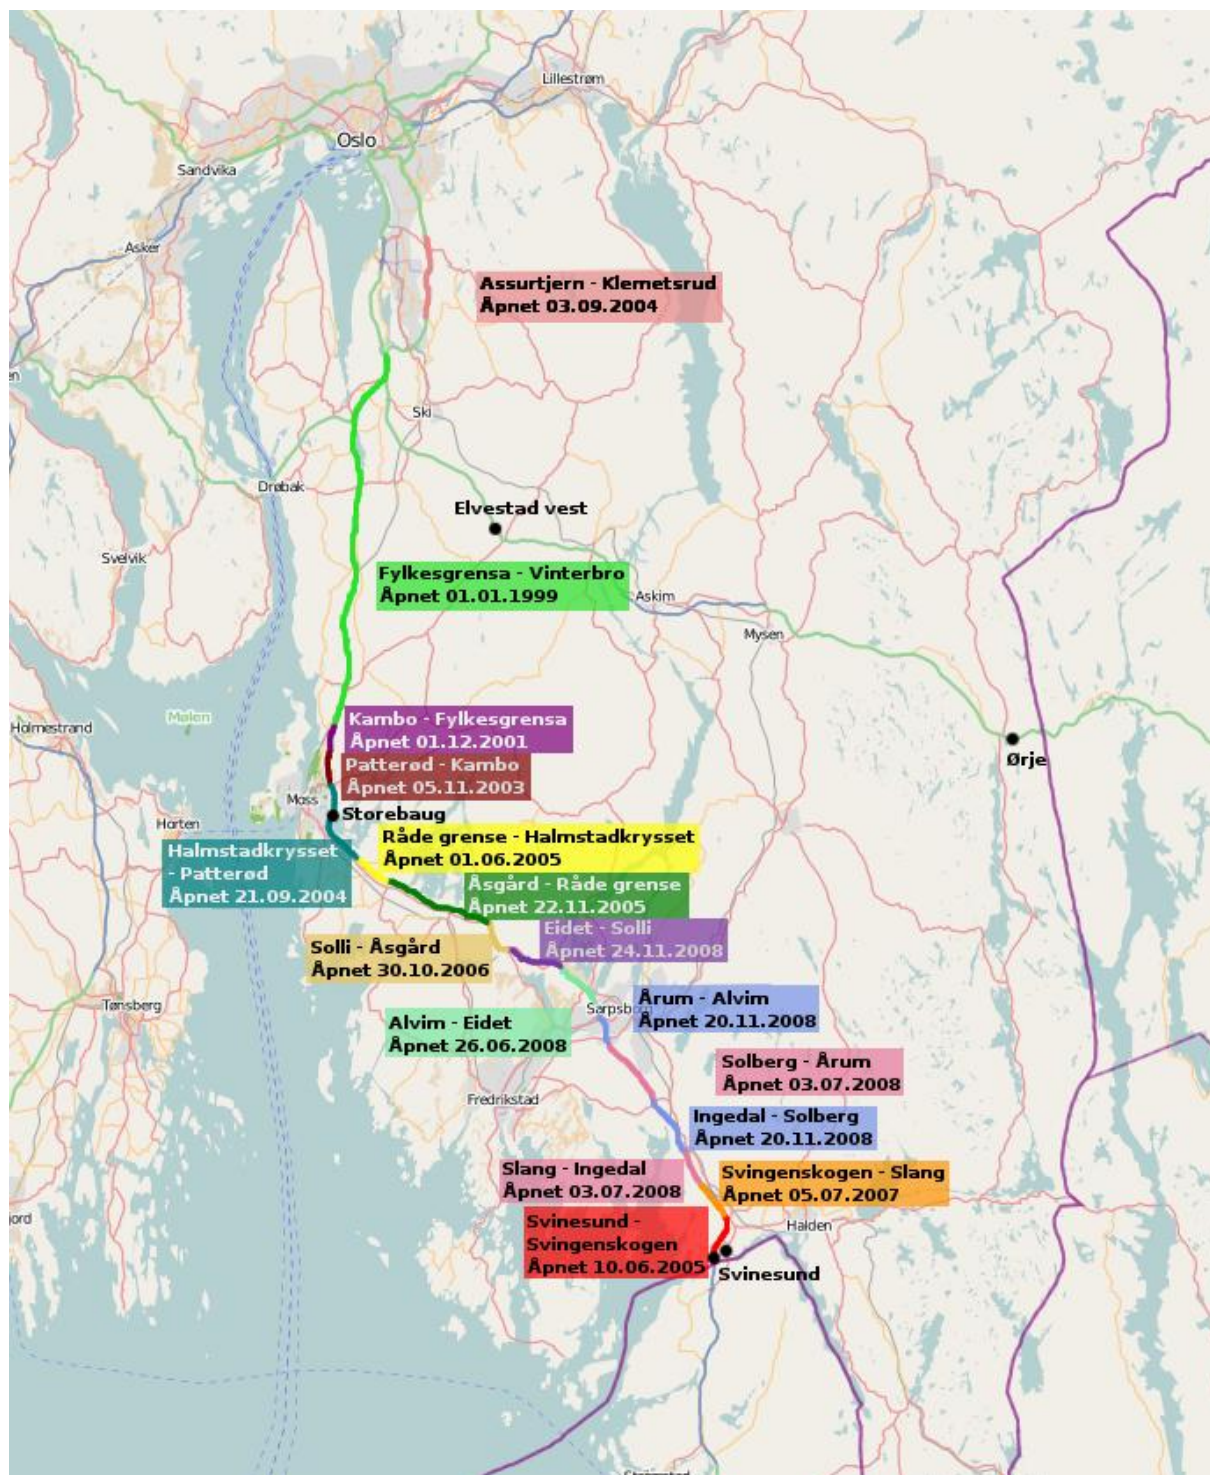 Lillestrøm
Oslo
Sandvika
Asker
Assurtjern - Klemetsrud
Åpnet 03.09.2004
en
Ski
Drøbak
Elvestad vest
Svelvik
Fylkesgrensa - Vinterbro
Åpnet 01.01.1999
Askim
Mysen
Mølen
Holmestrand
Kambo - Fylkesgrensa
Åpnet 01.12.2001
Ørje
Patterød - Kambo
Åpnet 05.11.2003
Moss
Storebaug
Horten
Råde grense - Halmstadkrysset
Åpnet 01.06.2005
Halmstadkrysset
- Patterød
Åpnet 21.09.2004
Åsgård - Råde grense
Åpnet 22.11.2005
Eidet - Solli
Åpnet 24.11.2008
Solli - Åsgård
Åpnet 30.10.2006
Tønsberg
Sarpsborg
Årum - Alvim
Åpnet 20.11.2008
Alvim - Eidet
Åpnet 26.06.2008
Solberg - Årum
Åpnet 03.07.2008
Fredrikstad
Ingedal - Solberg
Åpnet 20.11.2008
Slang - Ingedal
Åpnet 03.07.2008
Svingenskogen - Slang
Åpnet 05.07.2007
jord
Halden
Svinesund -
Svingenskogen
Åpnet 10.06.2005
Svinesund